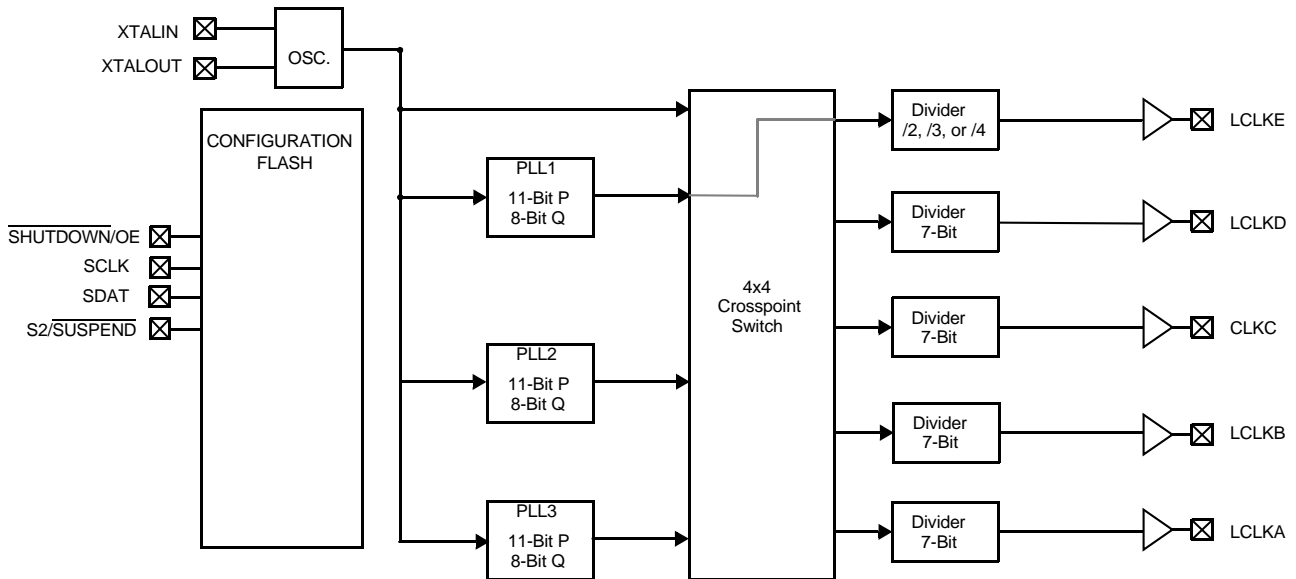 XTALIN
XTALOUT
OSC.
CONFIGURATION
FLASH
SHUTDOWN/OE
SCLK
SDAT
S2/SUSPEND
PLL1
11-Bit P
8-Bit Q
PLL2
11-Bit P
8-Bit Q
PLL3
11-Bit P
8-Bit Q
4x4
Crosspoint
Switch
Divider
/2, /3, or /4
LCLKE
Divider
7-Bit
LCLKD
Divider
7-Bit
CLKC
Divider
7-Bit
LCLKB
Divider
7-Bit
LCLKA